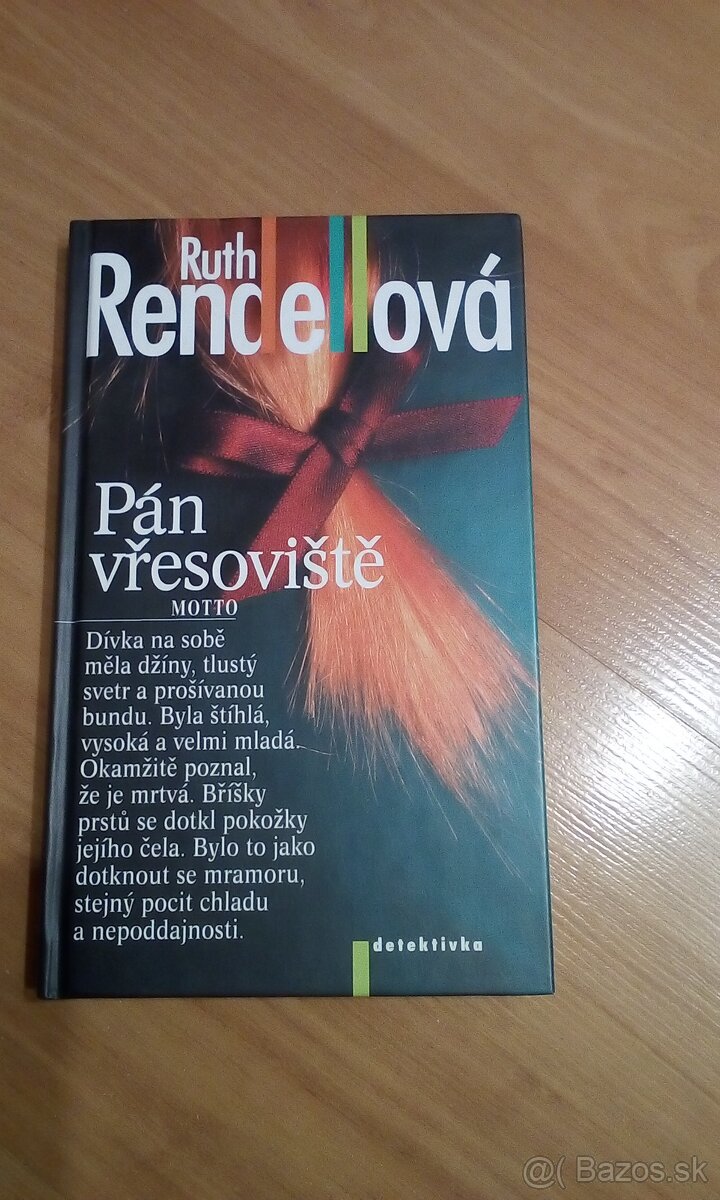 Ruth
Rendellová
Pán
vřesoviště
MOTTO
Dívka na sobě
měla džíny, tlustý
svetr a prošívanou
bundu. Byla štíhlá,
vysoká a velmi mladá.
Okamžitě poznal,
že je mrtvá. Bříšky
prstů se dotkl pokožky
jejího čela. Bylo to jako
dotknout se mramoru,
stejný pocit chladu
a nepoddajnosti.
detektivka
@( Bazos.sk